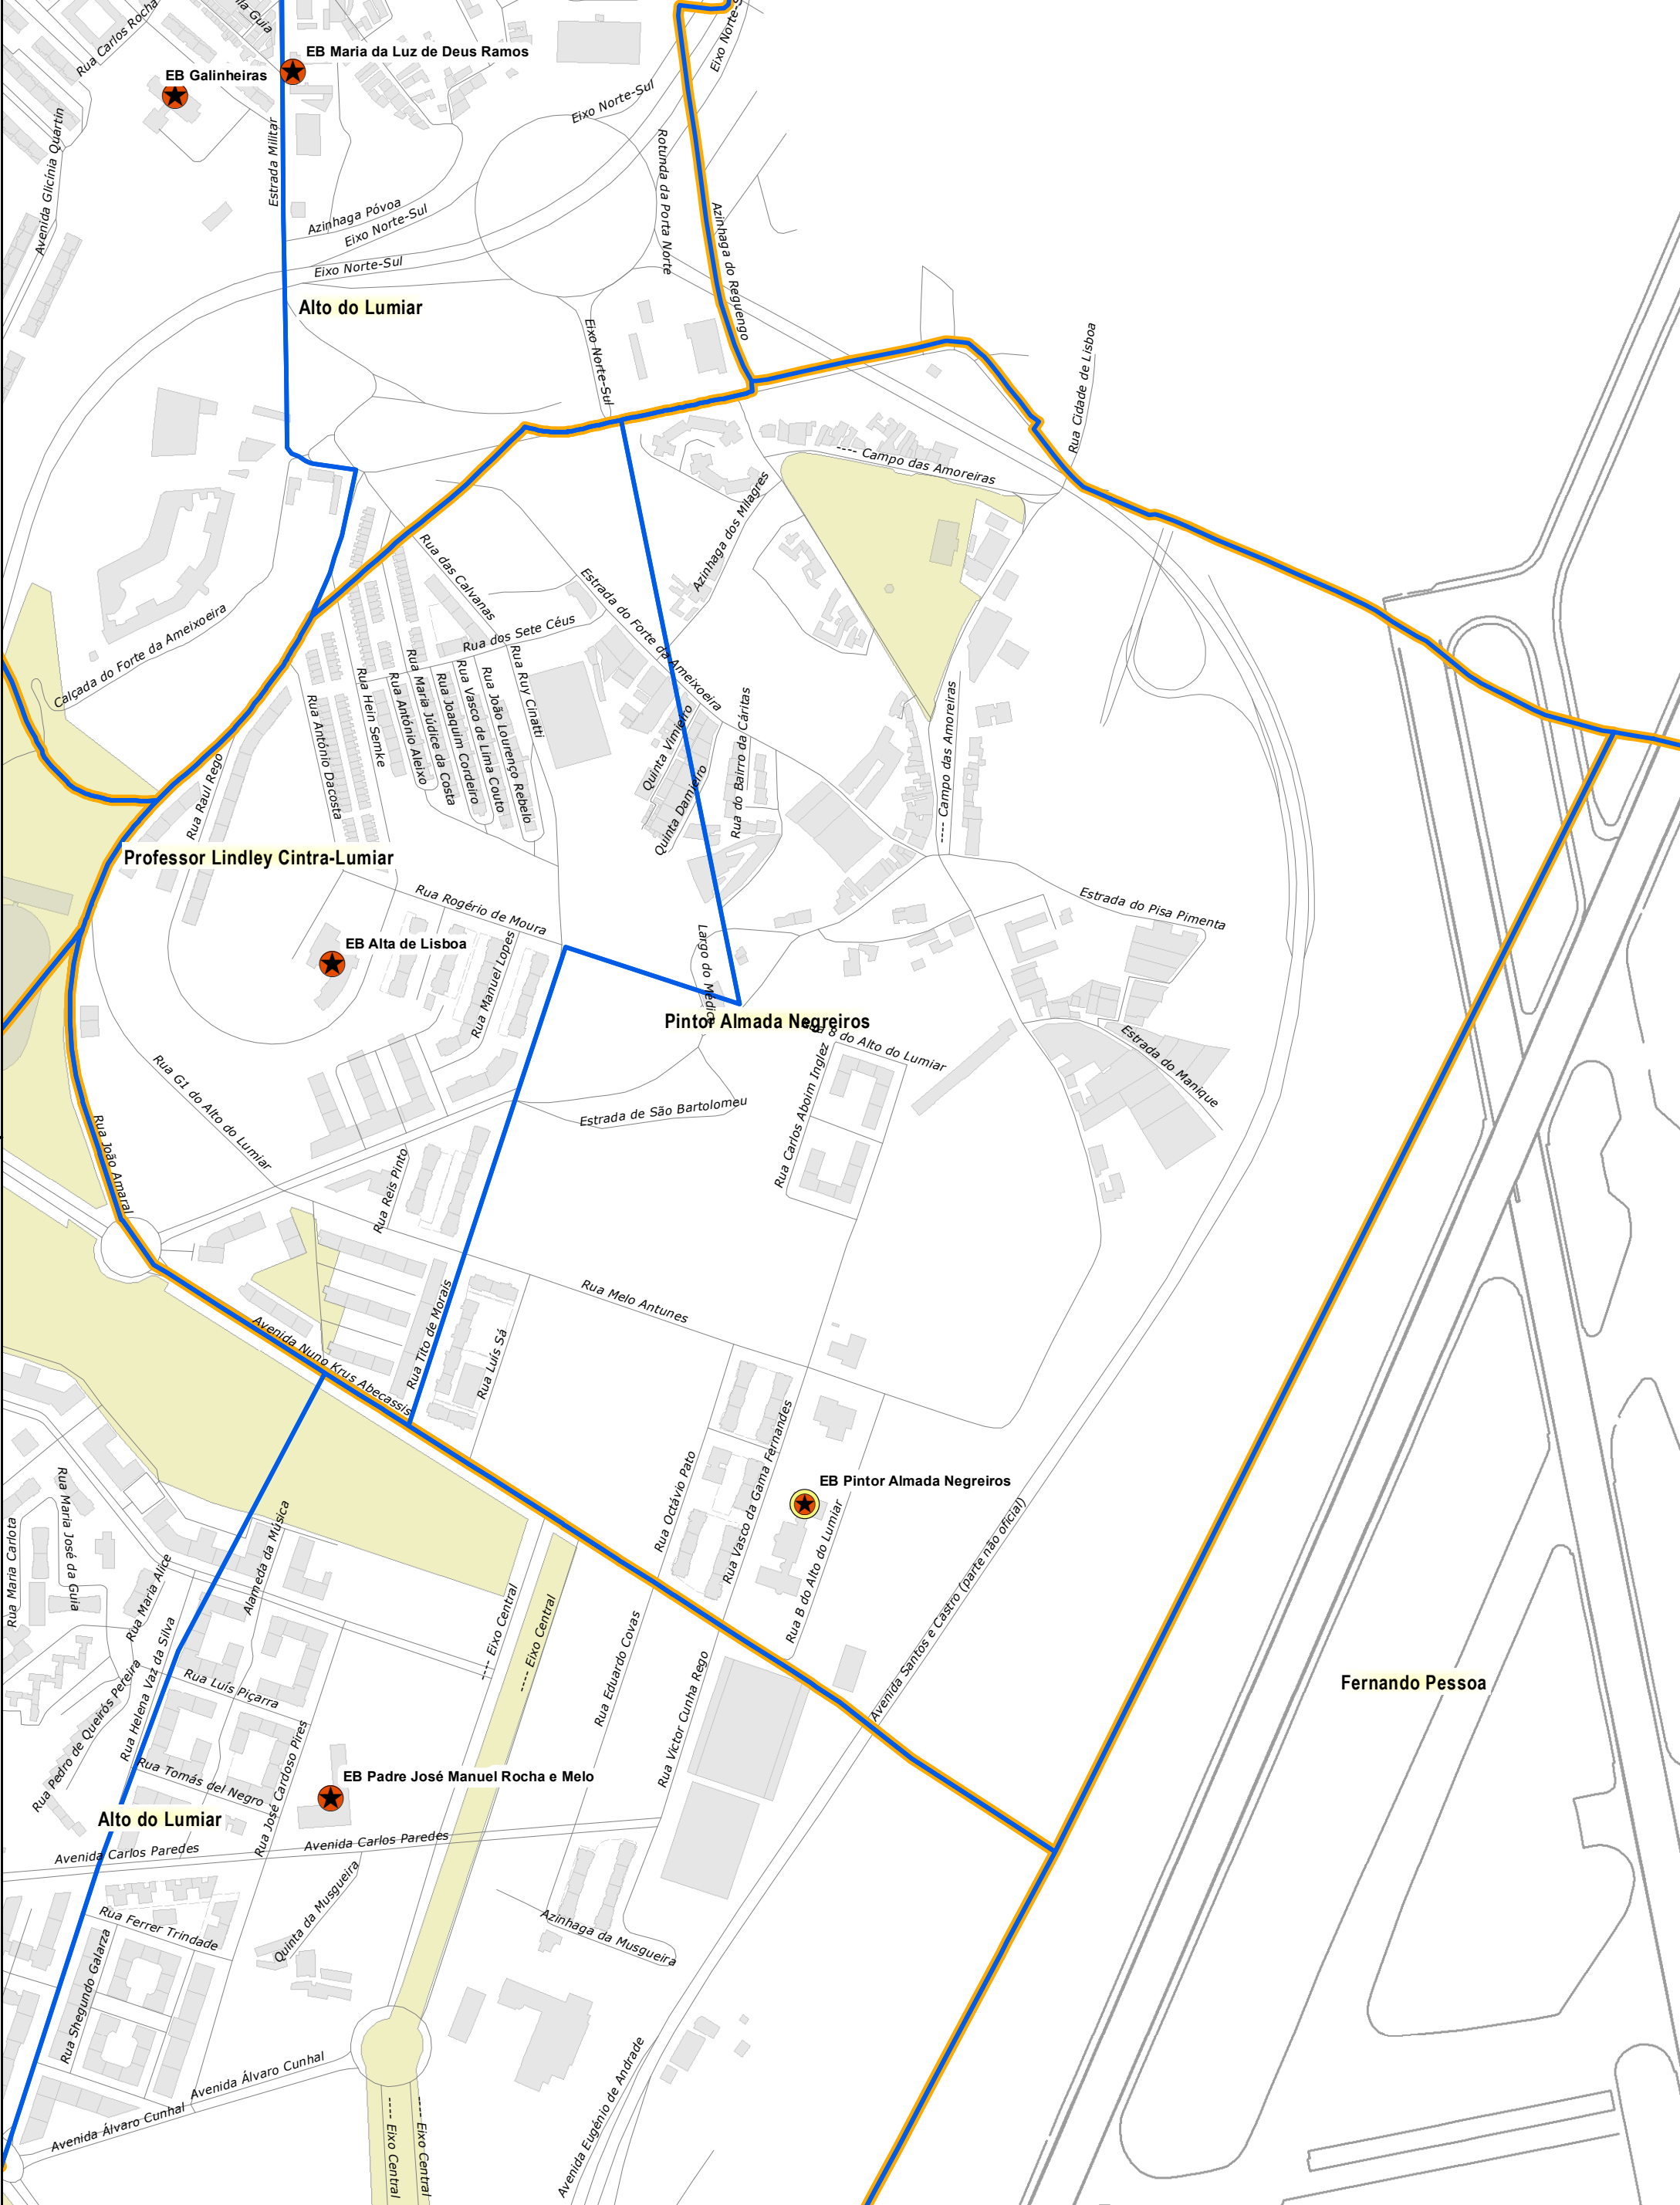 Rua Carlos Rocha
Guia
EB Maria da Luz de Deus Ramos
EB Galinheiras
Eixo Norte-S
Eixo Norte-Sul
Avenida Glicínia Quartin
Estrada Militar
Rotunda da Porta Norte
Azinhaga Póvoa
Eixo Norte-Sul
Eixo Norte-Sul
Azinhaga do Reguengo
Alto do Lumiar
Eixo Norte-Sul
Rua Cidade de Lisboa
---- Campo das Amoreiras
Azinhaga dos Milagres
Rua das Calvanas
Estrada do Forte da Ameixoeira
Calçada do Forte da Ameixoeira
Rua dos Sete Céus
Rua Ruy Cinatti
Rua João Lourenço Rebelo
Rua Vasco de Lima Couto
Rua Joaquim Cordeiro
Rua Maria Júdice da Costa
Rua António Aleixo
Rua Hein Semke
Rua António Dacosta
Rua Raul Rego
Quinta Vimieiro
Quinta Damieiro
Rua do Bairro da Cáritas
---- Campo das Amoreiras
Professor Lindley Cintra-Lumiar
Rua Rogério de Moura
Estrada do Pisa Pimenta
EB Alta de Lisboa
Rua Manuel Lopes
Largo do Médico
Pintor Almada Negreiros
8 do Alto do Lumiar
Rua Carlos Aboim Inglez
Estrada do Manique
Rua G1 do Alto do Lumiar
Estrada de São Bartolomeu
Rua João Amaral
Rua Reis Pinto
Rua Melo Antunes
Avenida Nuno Krus Abecassis
Rua Tito de Morais
Rua Luís Sá
Rua Octávio Pato
Rua Vasco da Gama Fernandes
EB Pintor Almada Negreiros
Rua B do Alto do Lumiar
Avenida Santos e Castro (parte não oficial)
Rua Maria Carlota
Rua Maria José da Guia
Rua Maria Alice
Alameda da Música
Rua Helena Vaz da Silva
Rua Pedro de Queirós Pereira
Rua Luís Piçarra
Rua Tomás del Negro
Rua José Cardoso Pires
---- Eixo Central
---- Eixo Central
Rua Eduardo Covas
Rua Victor Cunha Rego
Fernando Pessoa
EB Padre José Manuel Rocha e Melo
Alto do Lumiar
Avenida Carlos Paredes
Avenida Carlos Paredes
Quinta da Musgueira
Azinhaga da Musgueira
Rua Ferrer Trindade
Rua Shegundo Galarza
Avenida Álvaro Cunhal
Avenida Álvaro Cunhal
---- Eixo Central
---- Eixo Central
Avenida Eugénio de Andrade